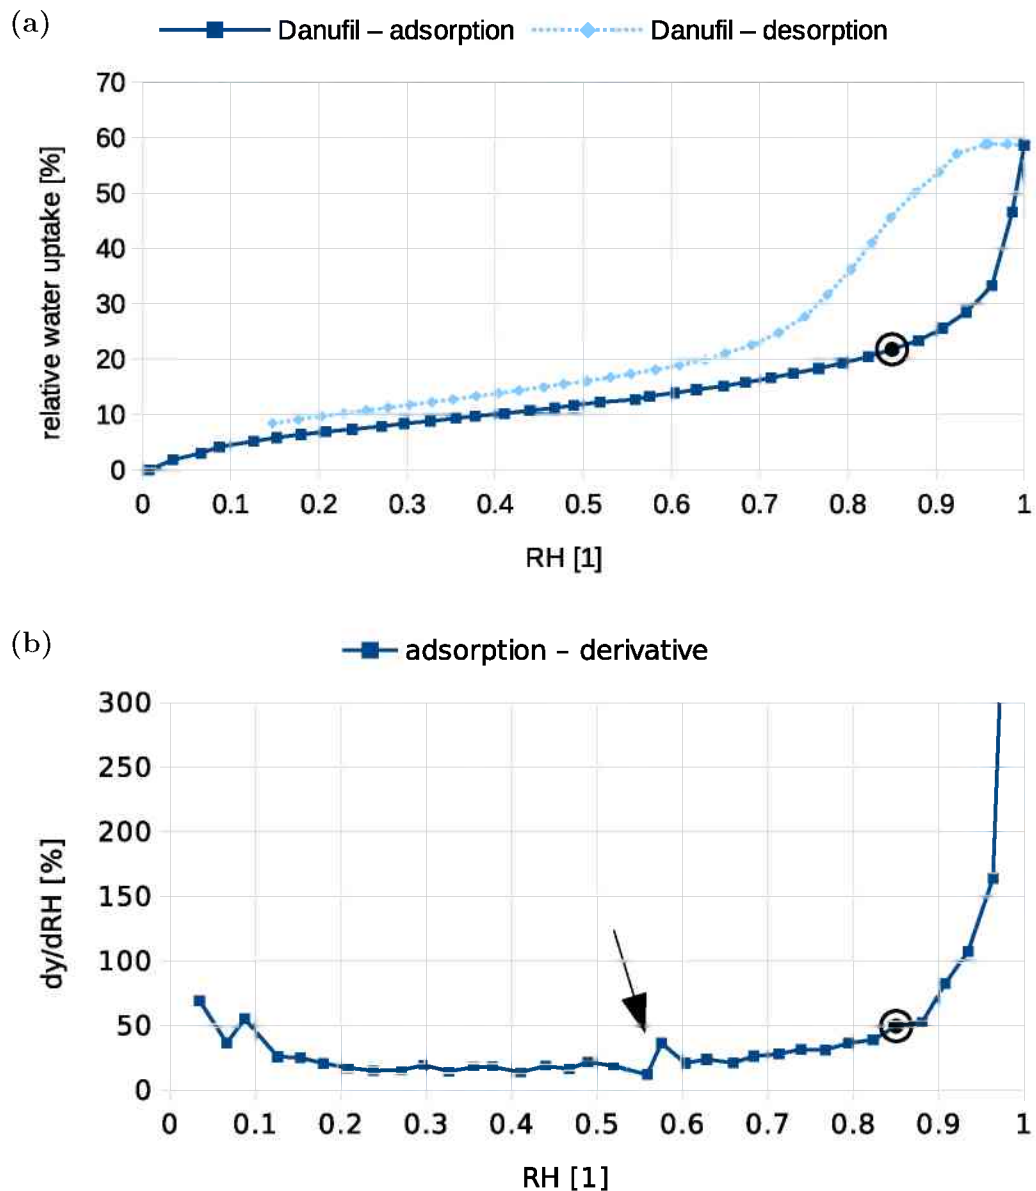 (a)
Danufil – adsorption Danufil – desorption
70
60
50
40
30
20
10
0
relative water uptake [%]
0 0.1 0.2 0.3 0.4 0.5 0.6 0.7 0.8 0.9 1
RH [1]
(b)
adsorption – derivative
300
250
200
150
100
50
0
dy/dRH [%]
0 0.1 0.2 0.3 0.4 0.5 0.6 0.7 0.8 0.9 1
RH [1]